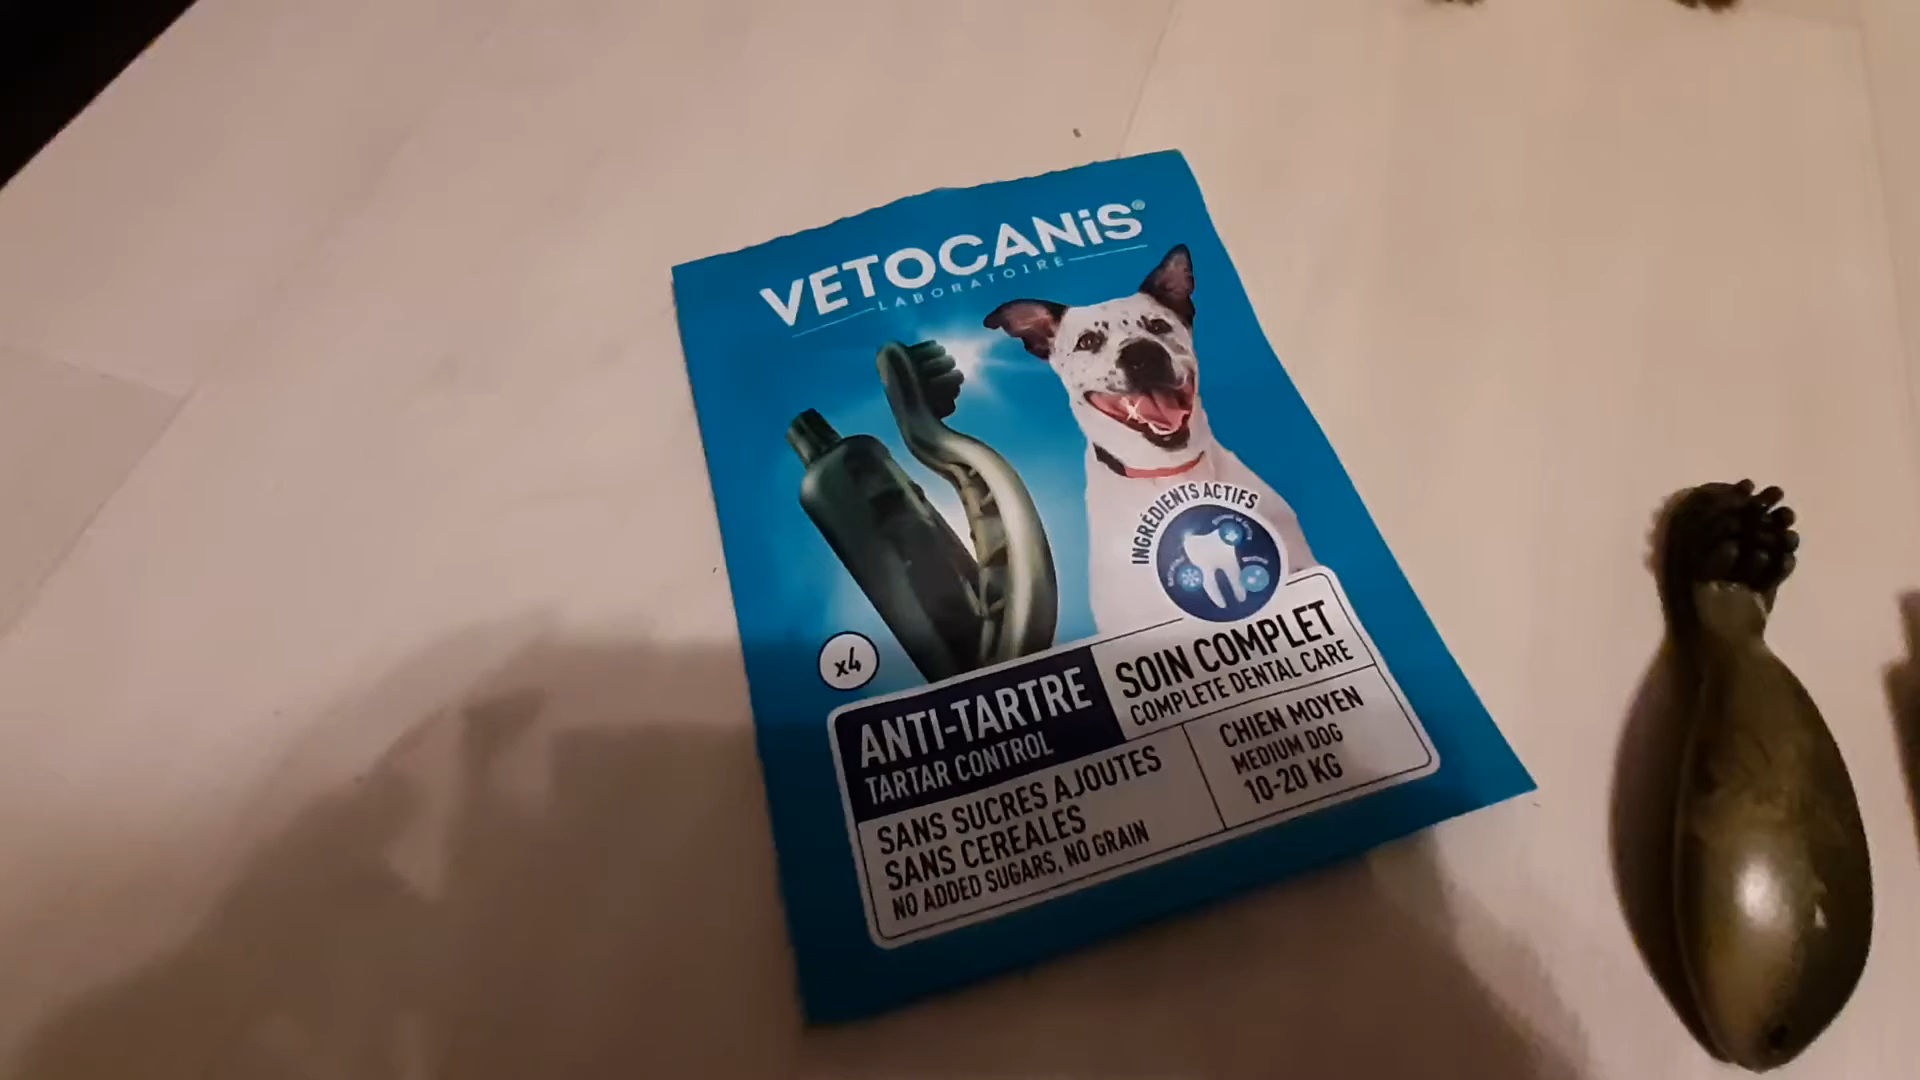 VETOCANiS®
LABORATOIRE
INGRÉDIENTS ACTIFS
x4
ANTI-TARTRE
TARTAR CONTROL
SOIN COMPLET
COMPLETE DENTAL CARE
SANS SUCRES AJOUTES
SANS CEREALES
NO ADDED SUGARS, NO GRAIN
CHIEN MOYEN
MEDIUM DOG
10-20 KG